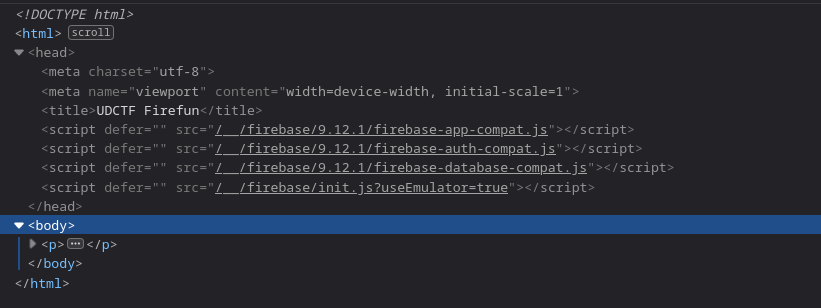 <!DOCTYPE html>
<html> scroll
<head>
<meta charset="utf-8">
<meta name="viewport" content="width=device-width, initial-scale=1">
<title>UDCTF Firefun</title>
<script defer="" src="/__/firebase/9.12.1/firebase-app-compat.js"></script>
<script defer="" src="/__/firebase/9.12.1/firebase-auth-compat.js"></script>
<script defer="" src="/__/firebase/9.12.1/firebase-database-compat.js"></script>
<script defer="" src="/__/firebase/init.js?useEmulator=true"></script>
</head>
<body>
<p>...</p>
</body>
</html>